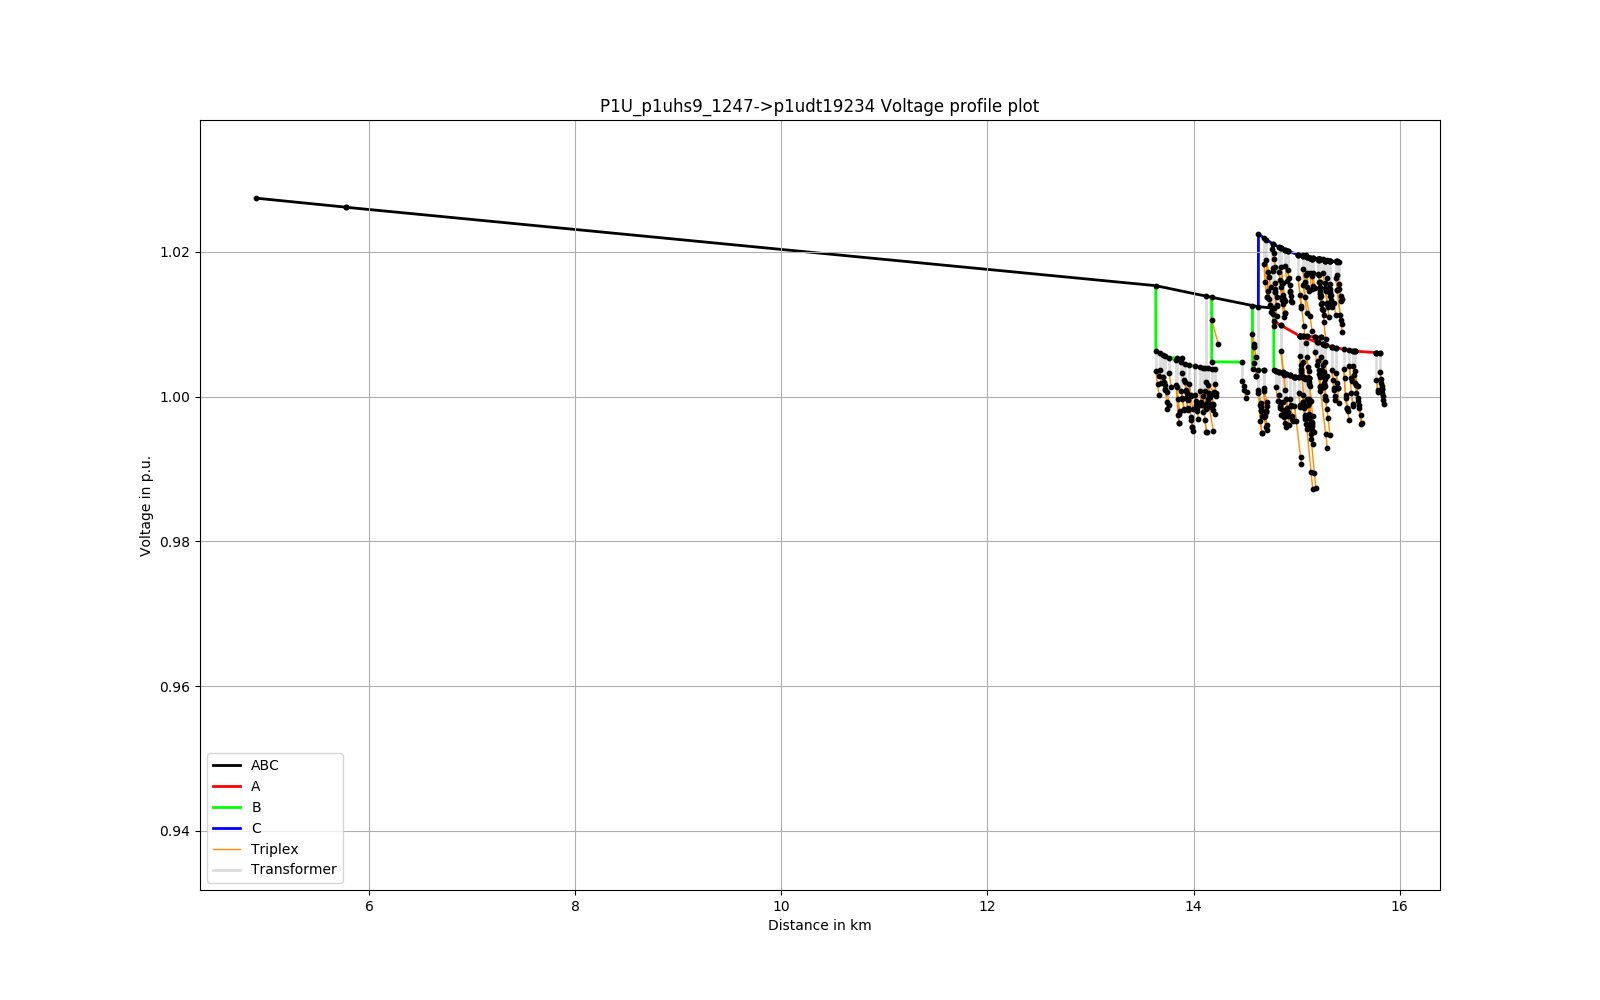 P1U_p1uhs9_1247->p1udt19234 Voltage profile plot
Voltage in p.u.
1.02
1.00
0.98
0.96
0.94
ABC
A
B
C
Triplex
Transformer
6 8 10 12 14 16
Distance in km